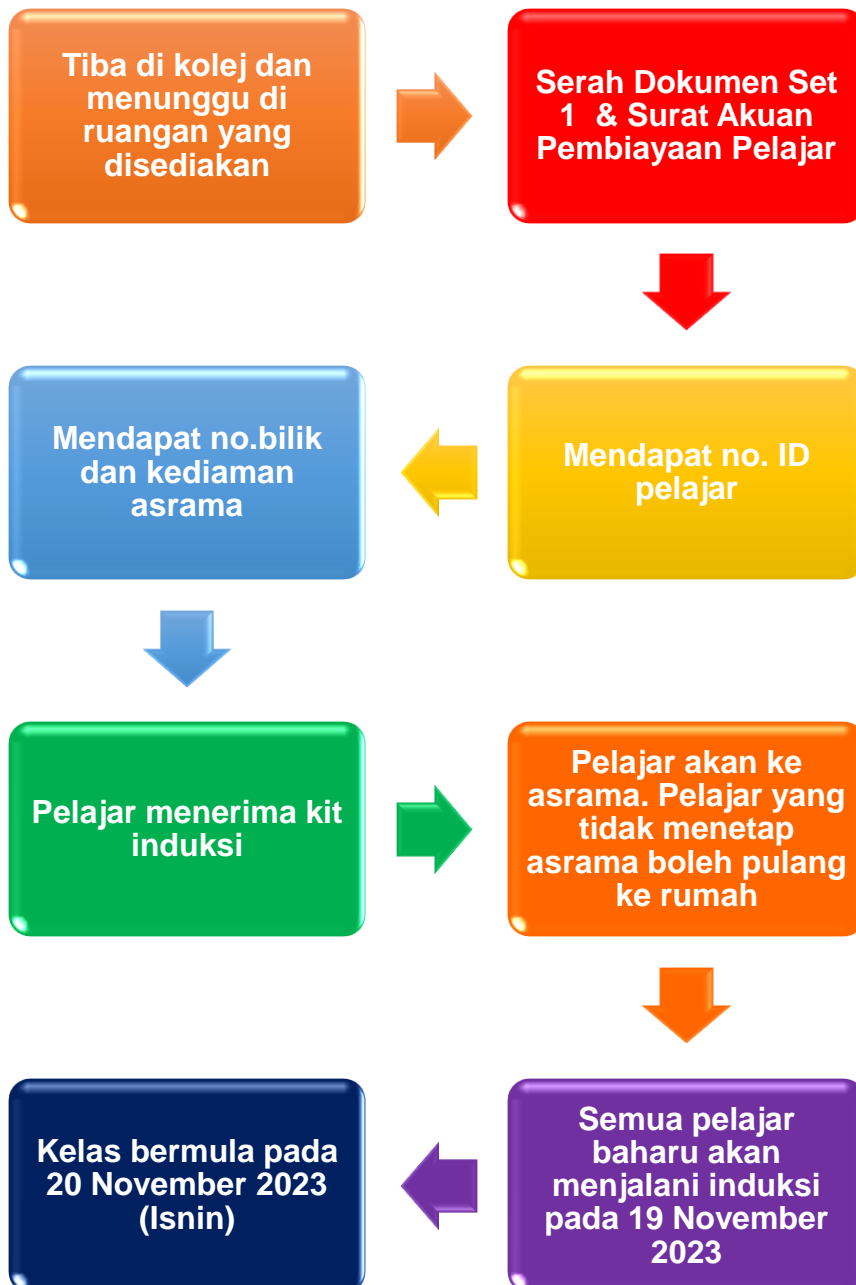 Tiba di kolej dan
menunggu di
ruangan yang
disediakan
Serah Dokumen Set
1 & Surat Akuan
Pembiayaan Pelajar
Mendapat no. ID
pelajar
Mendapat no.bilik
dan kediaman
asrama
Pelajar menerima kit
induksi
Pelajar akan ke
asrama. Pelajar yang
tidak menetap
asrama boleh pulang
ke rumah
Semua pelajar
baharu akan
menjalani induksi
pada 19 November
2023
Kelas bermula pada
20 November 2023
(Isnin)